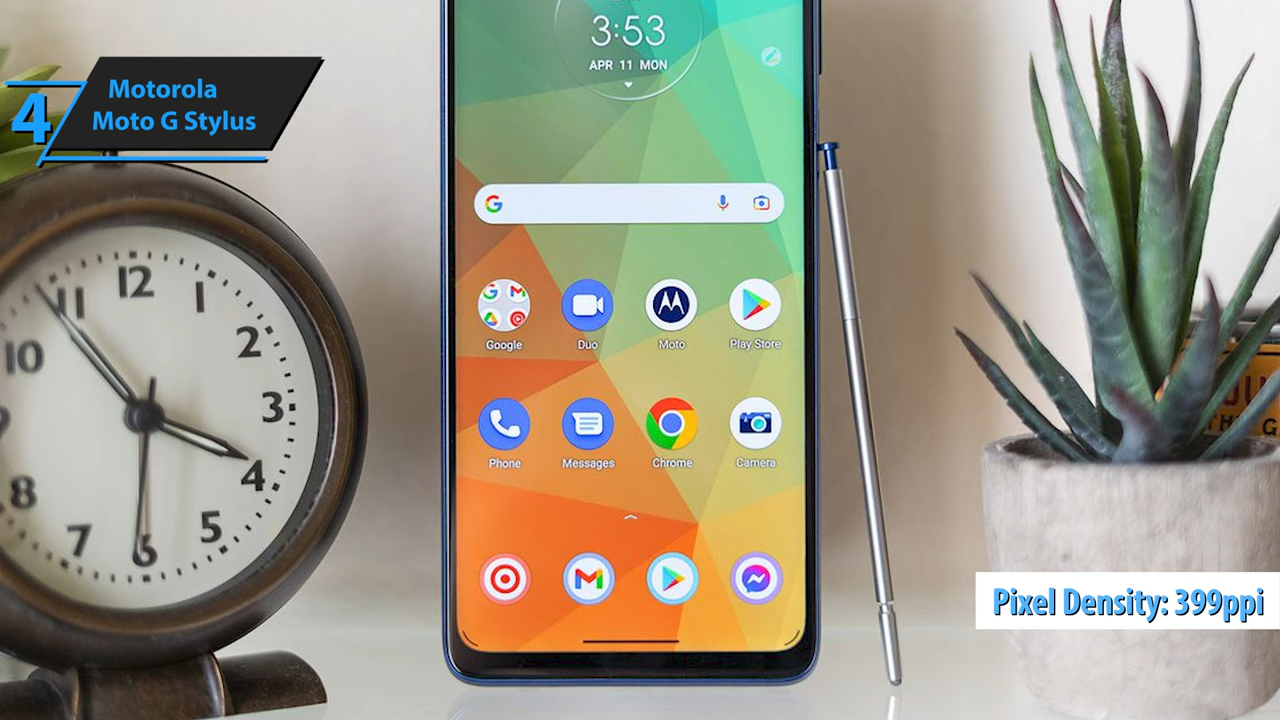 4
Motorola
Moto G Stylus
3:53
APR 11 MON
Google
Duo
Moto
Play Store
Phone
Messages
Chrome
Camera
12
1
2
3
4
5
6
7
8
10
11
Pixel Density: 399ppi